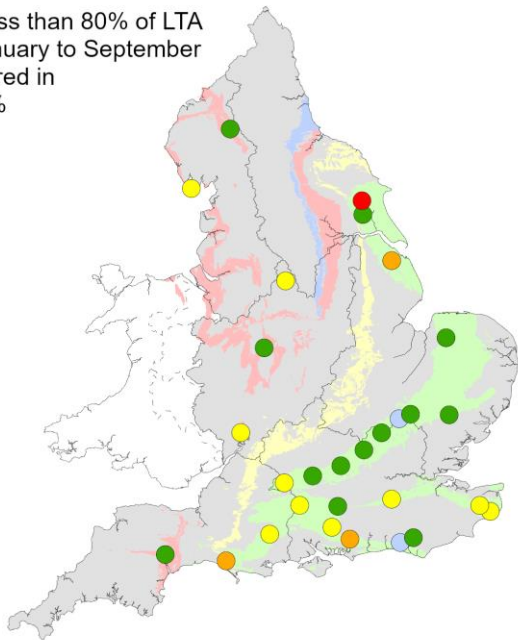 ss than 80% of LTA
nuary to September
red in
%